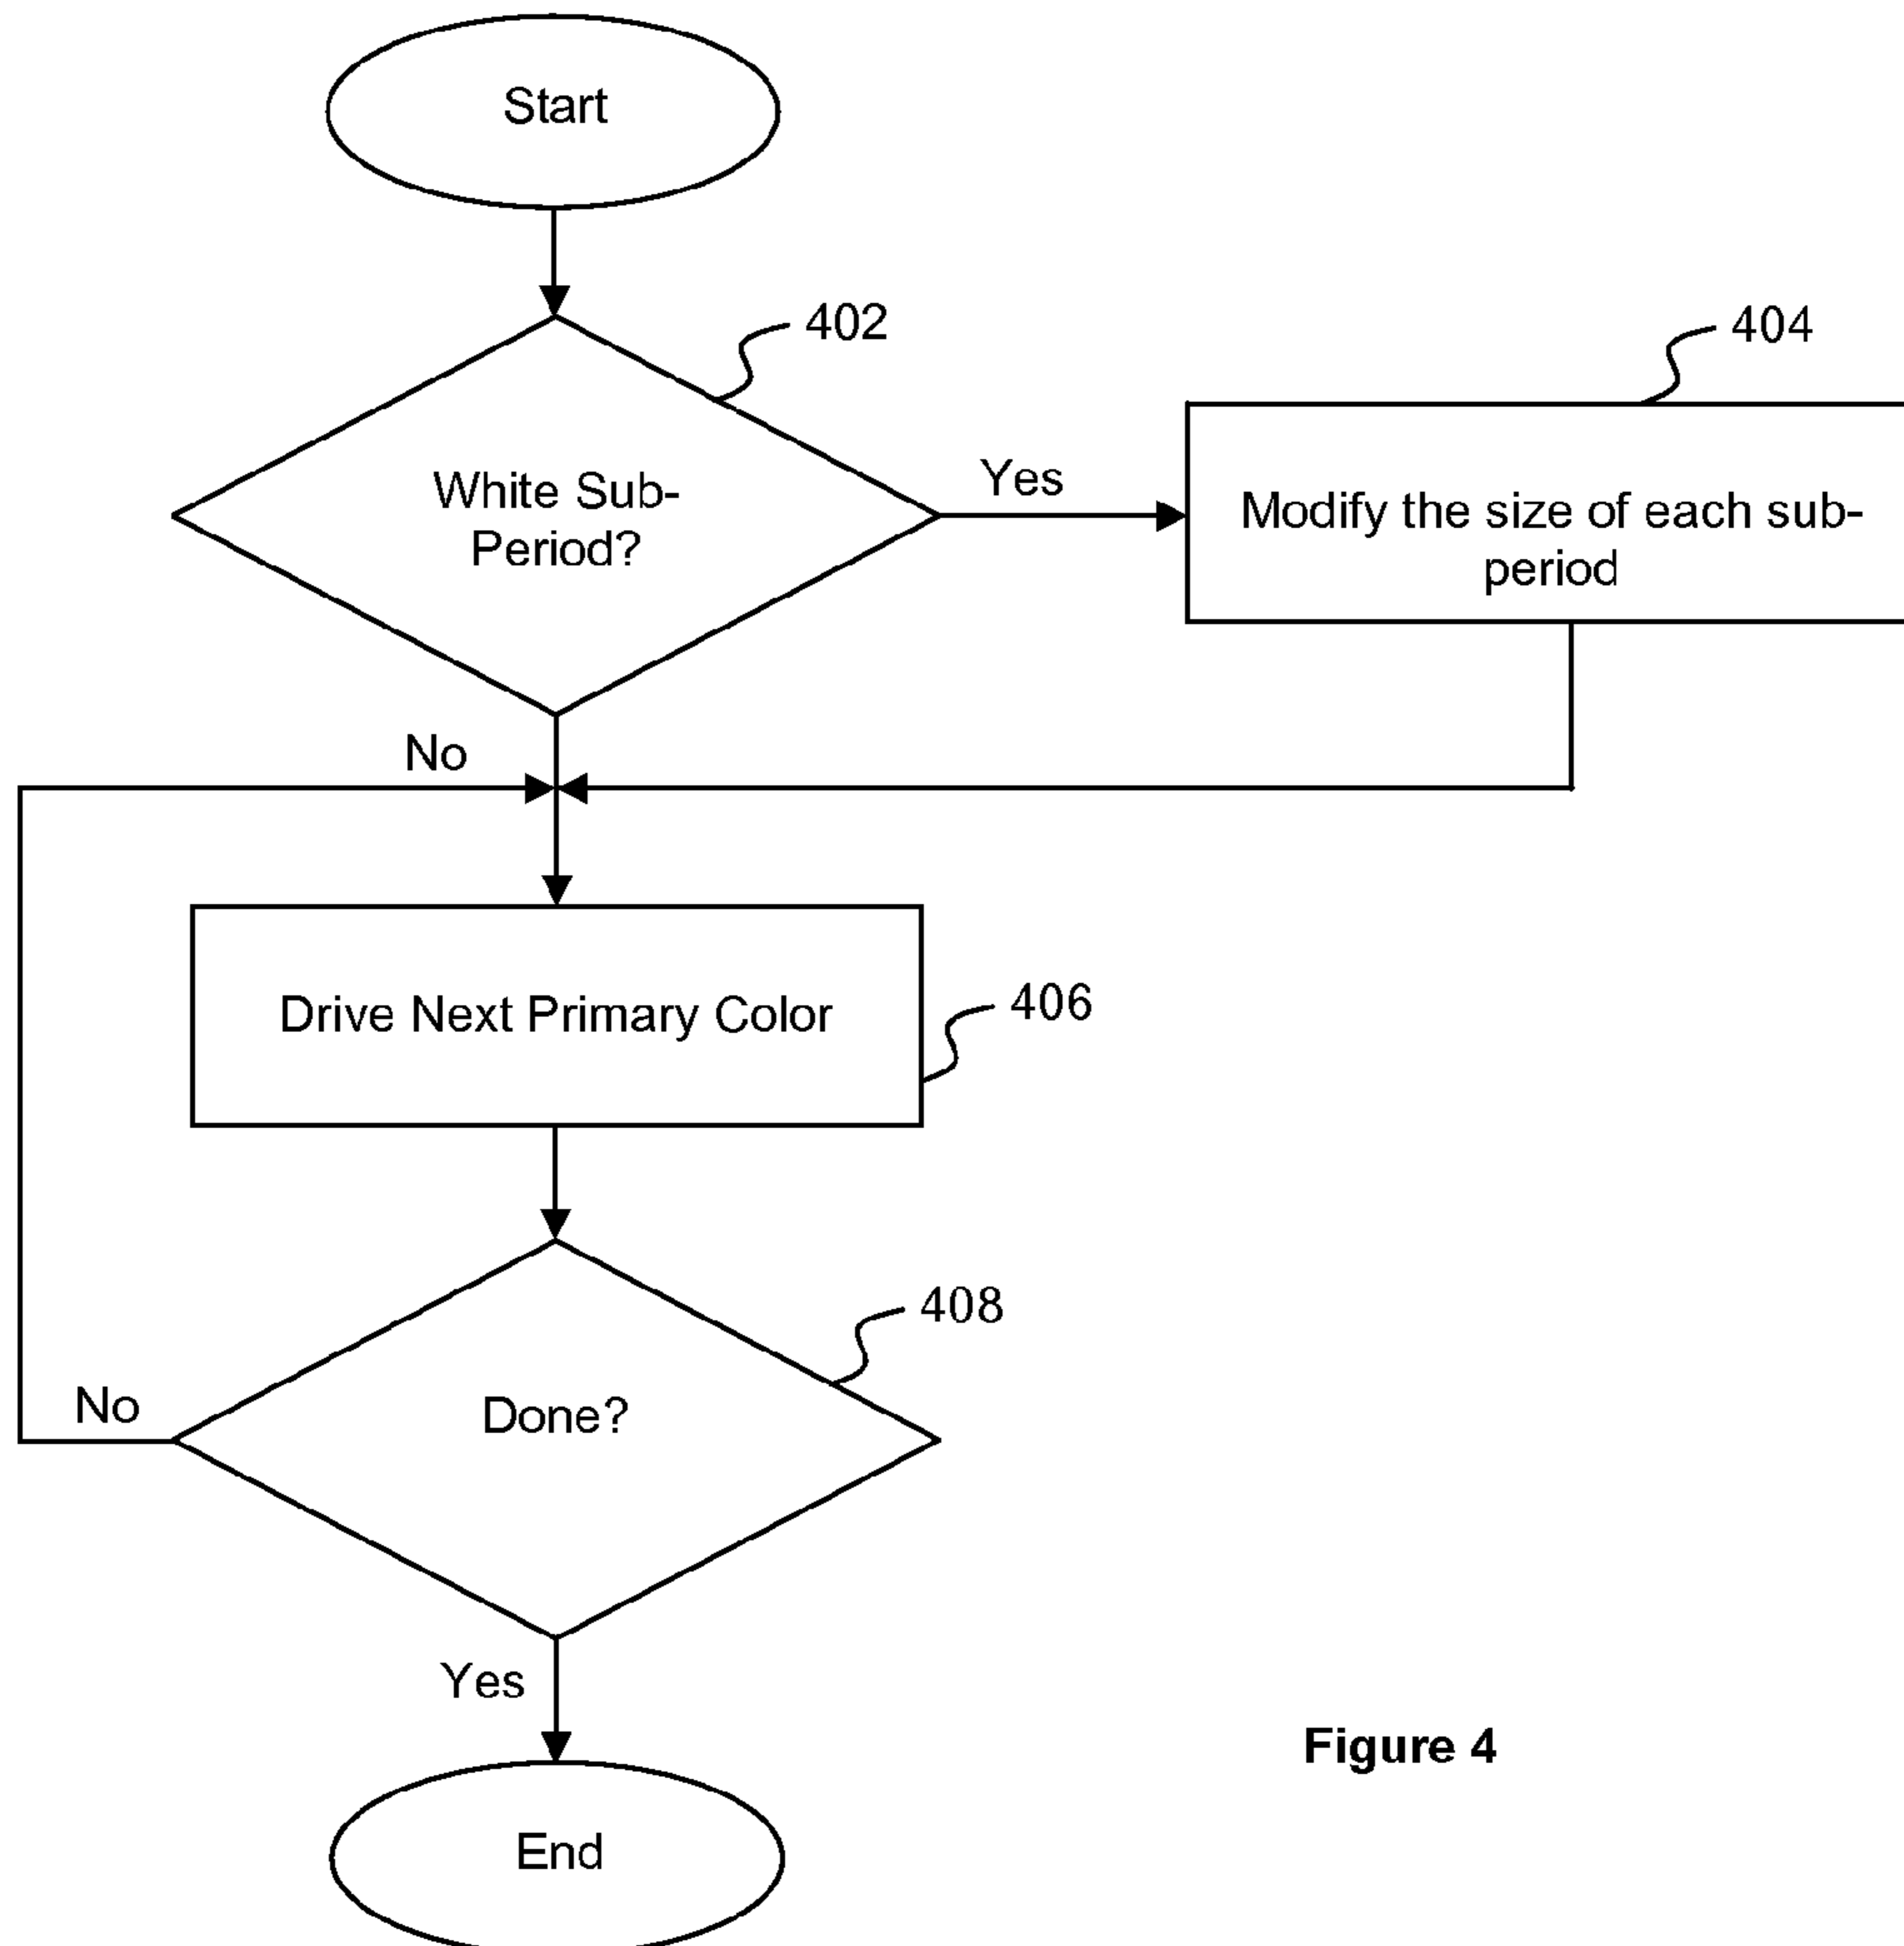 Start
402
White Sub-
Period?
Yes
404
Modify the size of each sub-
period
No
Drive Next Primary Color
406
408
Done?
No
Yes
End
Figure 4